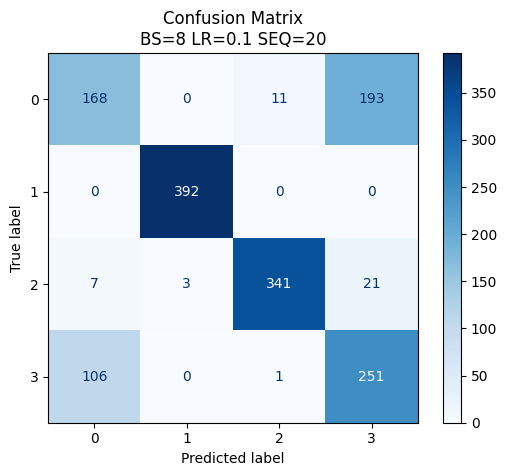 Confusion Matrix
BS=8 LR=0.1 SEQ=20
0 168 0 11 193
1 0 392 0 0
2 7 3 341 21
3 106 0 1 251
0 1 2 3
Predicted label
True label
350
300
250
200
150
100
50
0